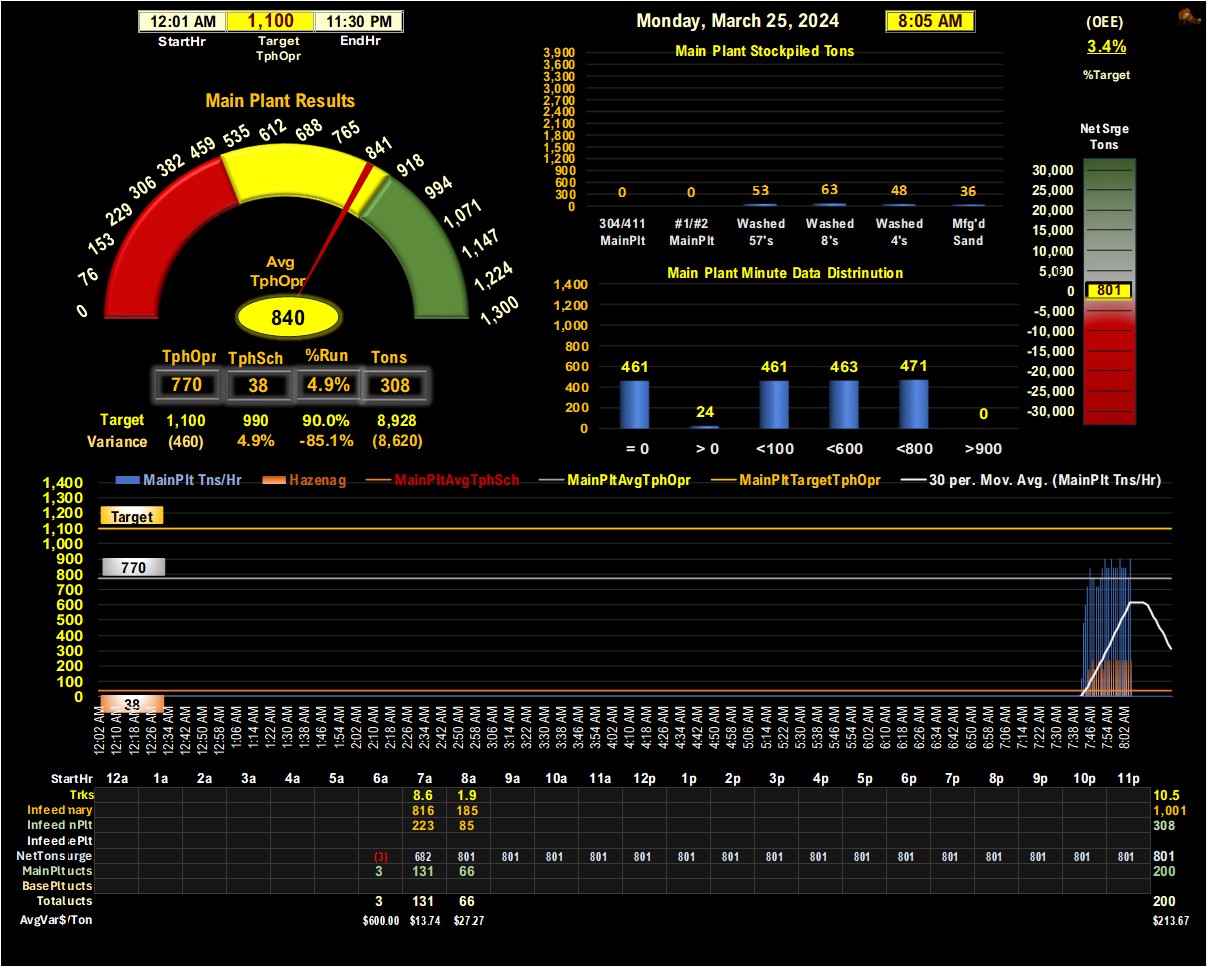 12:01 AM 1,100 11:30 PM
StartHr Target TphOpr EndHr
Monday, March 25, 2024 8:05 AM
(OEE)
3.4%
%Target
Main Plant Results
0 76 153 229 306 382 459 535 612 688 765 841 918 994 1,071 1,147 1,224 1,300
Avg
TphOpr
840
TphOpr TphSch %Run Tons
770 38 4.9% 308
Target 1,100 990 90.0% 8,928
Variance (460) 4.9% -85.1% (8,620)
Main Plant Stockpiled Tons
3,900
3,600
3,300
3,000
2,700
2,400
2,100
1,800
1,500
1,200
900
600
300
0
0 0 53 63 48 36
304/411 #1/#2 Washed Washed Washed Mfg'd
MainPlt MainPlt 57's 8's 4's Sand
Main Plant Minute Data Distrinution
1,400
1,200
1,000
800
600
400
200
0
461 24 461 463 471 0
= 0 > 0 <100 <600 <800 >900
Net Srge
Tons
30,000
25,000
20,000
15,000
10,000
5,000
0
-5,000
-10,000
-15,000
-20,000
-25,000
-30,000
801
MainPlt Tns/Hr Hazenag MainPltAvgTphSch MainPltAvgTphOpr MainPltTargetTphOpr 30 per. Mov. Avg. (MainPlt Tns/Hr)
1,400
1,300
1,200
1,100
1,000
900
800
700
600
500
400
300
200
100
0
Target
770
38
12:02 AM 12:10 AM 12:18 AM 12:26 AM 12:34 AM 12:42 AM 12:50 AM 12:58 AM 1:06 AM 1:14 AM 1:22 AM 1:30 AM 1:38 AM 1:46 AM 1:54 AM 2:02 AM 2:10 AM 2:18 AM 2:26 AM 2:34 AM 2:42 AM 2:50 AM 2:58 AM 3:06 AM 3:14 AM 3:22 AM 3:30 AM 3:38 AM 3:46 AM 3:54 AM 4:02 AM 4:10 AM 4:18 AM 4:26 AM 4:34 AM 4:42 AM 4:50 AM 4:58 AM 5:06 AM 5:14 AM 5:22 AM 5:30 AM 5:38 AM 5:46 AM 5:54 AM 6:02 AM 6:10 AM 6:18 AM 6:26 AM 6:34 AM 6:42 AM 6:50 AM 6:58 AM 7:06 AM 7:14 AM 7:22 AM 7:30 AM 7:38 AM 7:46 AM 7:54 AM 8:02 AM
StartHr 12a 1a 2a 3a 4a 5a 6a 7a 8a 9a 10a 11a 12p 1p 2p 3p 4p 5p 6p 7p 8p 9p 10p 11p
Trks 8.6 1.9 10.5
Infeed nary 816 185 1,001
Infeed nPlt 223 85 308
Infeed ePlt
NetTons urge (3) 682 801 801 801 801 801 801 801 801 801 801 801 801 801 801 801 801 801 801
MainPlt ucts 3 131 66 200
BasePlt ucts
Total ucts 3 131 66 200
AvgVar$/Ton $600.00 $13.74 $27.27 $213.67